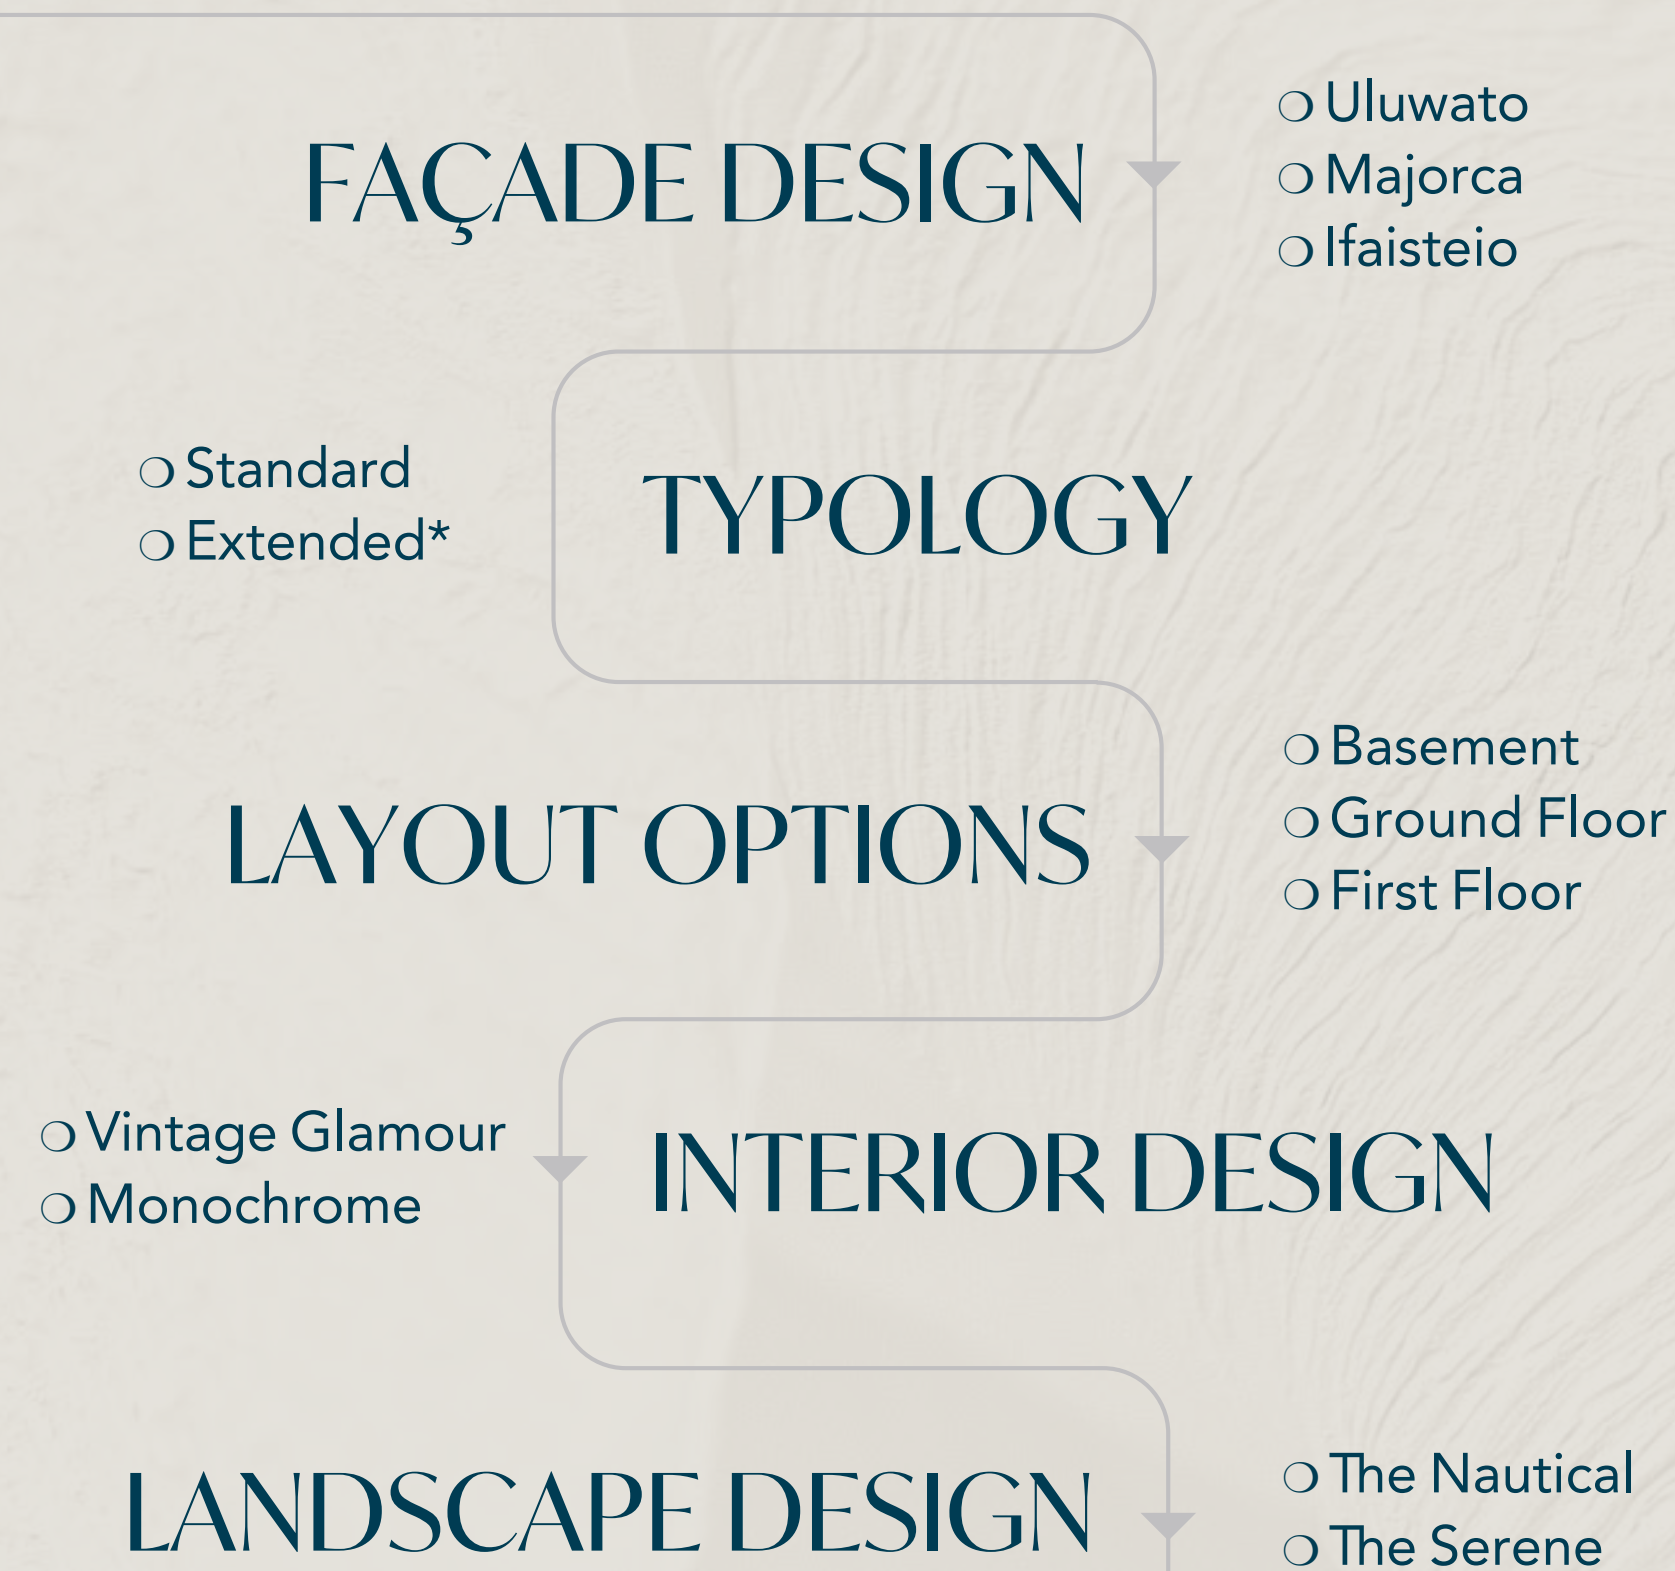 FAÇADE DESIGN
❍ Uluwato
❍ Majorca
❍ Ifaisteio
❍ Standard
❍ Extended*
TYPOLOGY
LAYOUT OPTIONS
❍ Basement
❍ Ground Floor
❍ First Floor
❍ Vintage Glamour
❍ Monochrome
INTERIOR DESIGN
LANDSCAPE DESIGN
❍ The Nautical
❍ The Serene